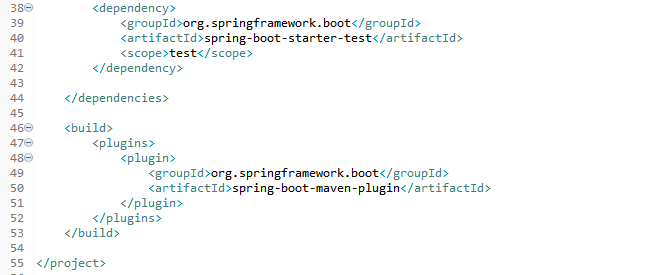 38 <dependency>
39 <groupId>org.springframework.boot</groupId>
40 <artifactId>spring-boot-starter-test</artifactId>
41 <scope>test</scope>
42 </dependency>
43
44 </dependencies>
45
46 <build>
47 <plugins>
48 <plugin>
49 <groupId>org.springframework.boot</groupId>
50 <artifactId>spring-boot-maven-plugin</artifactId>
51 </plugin>
52 </plugins>
53 </build>
54
55 </project>